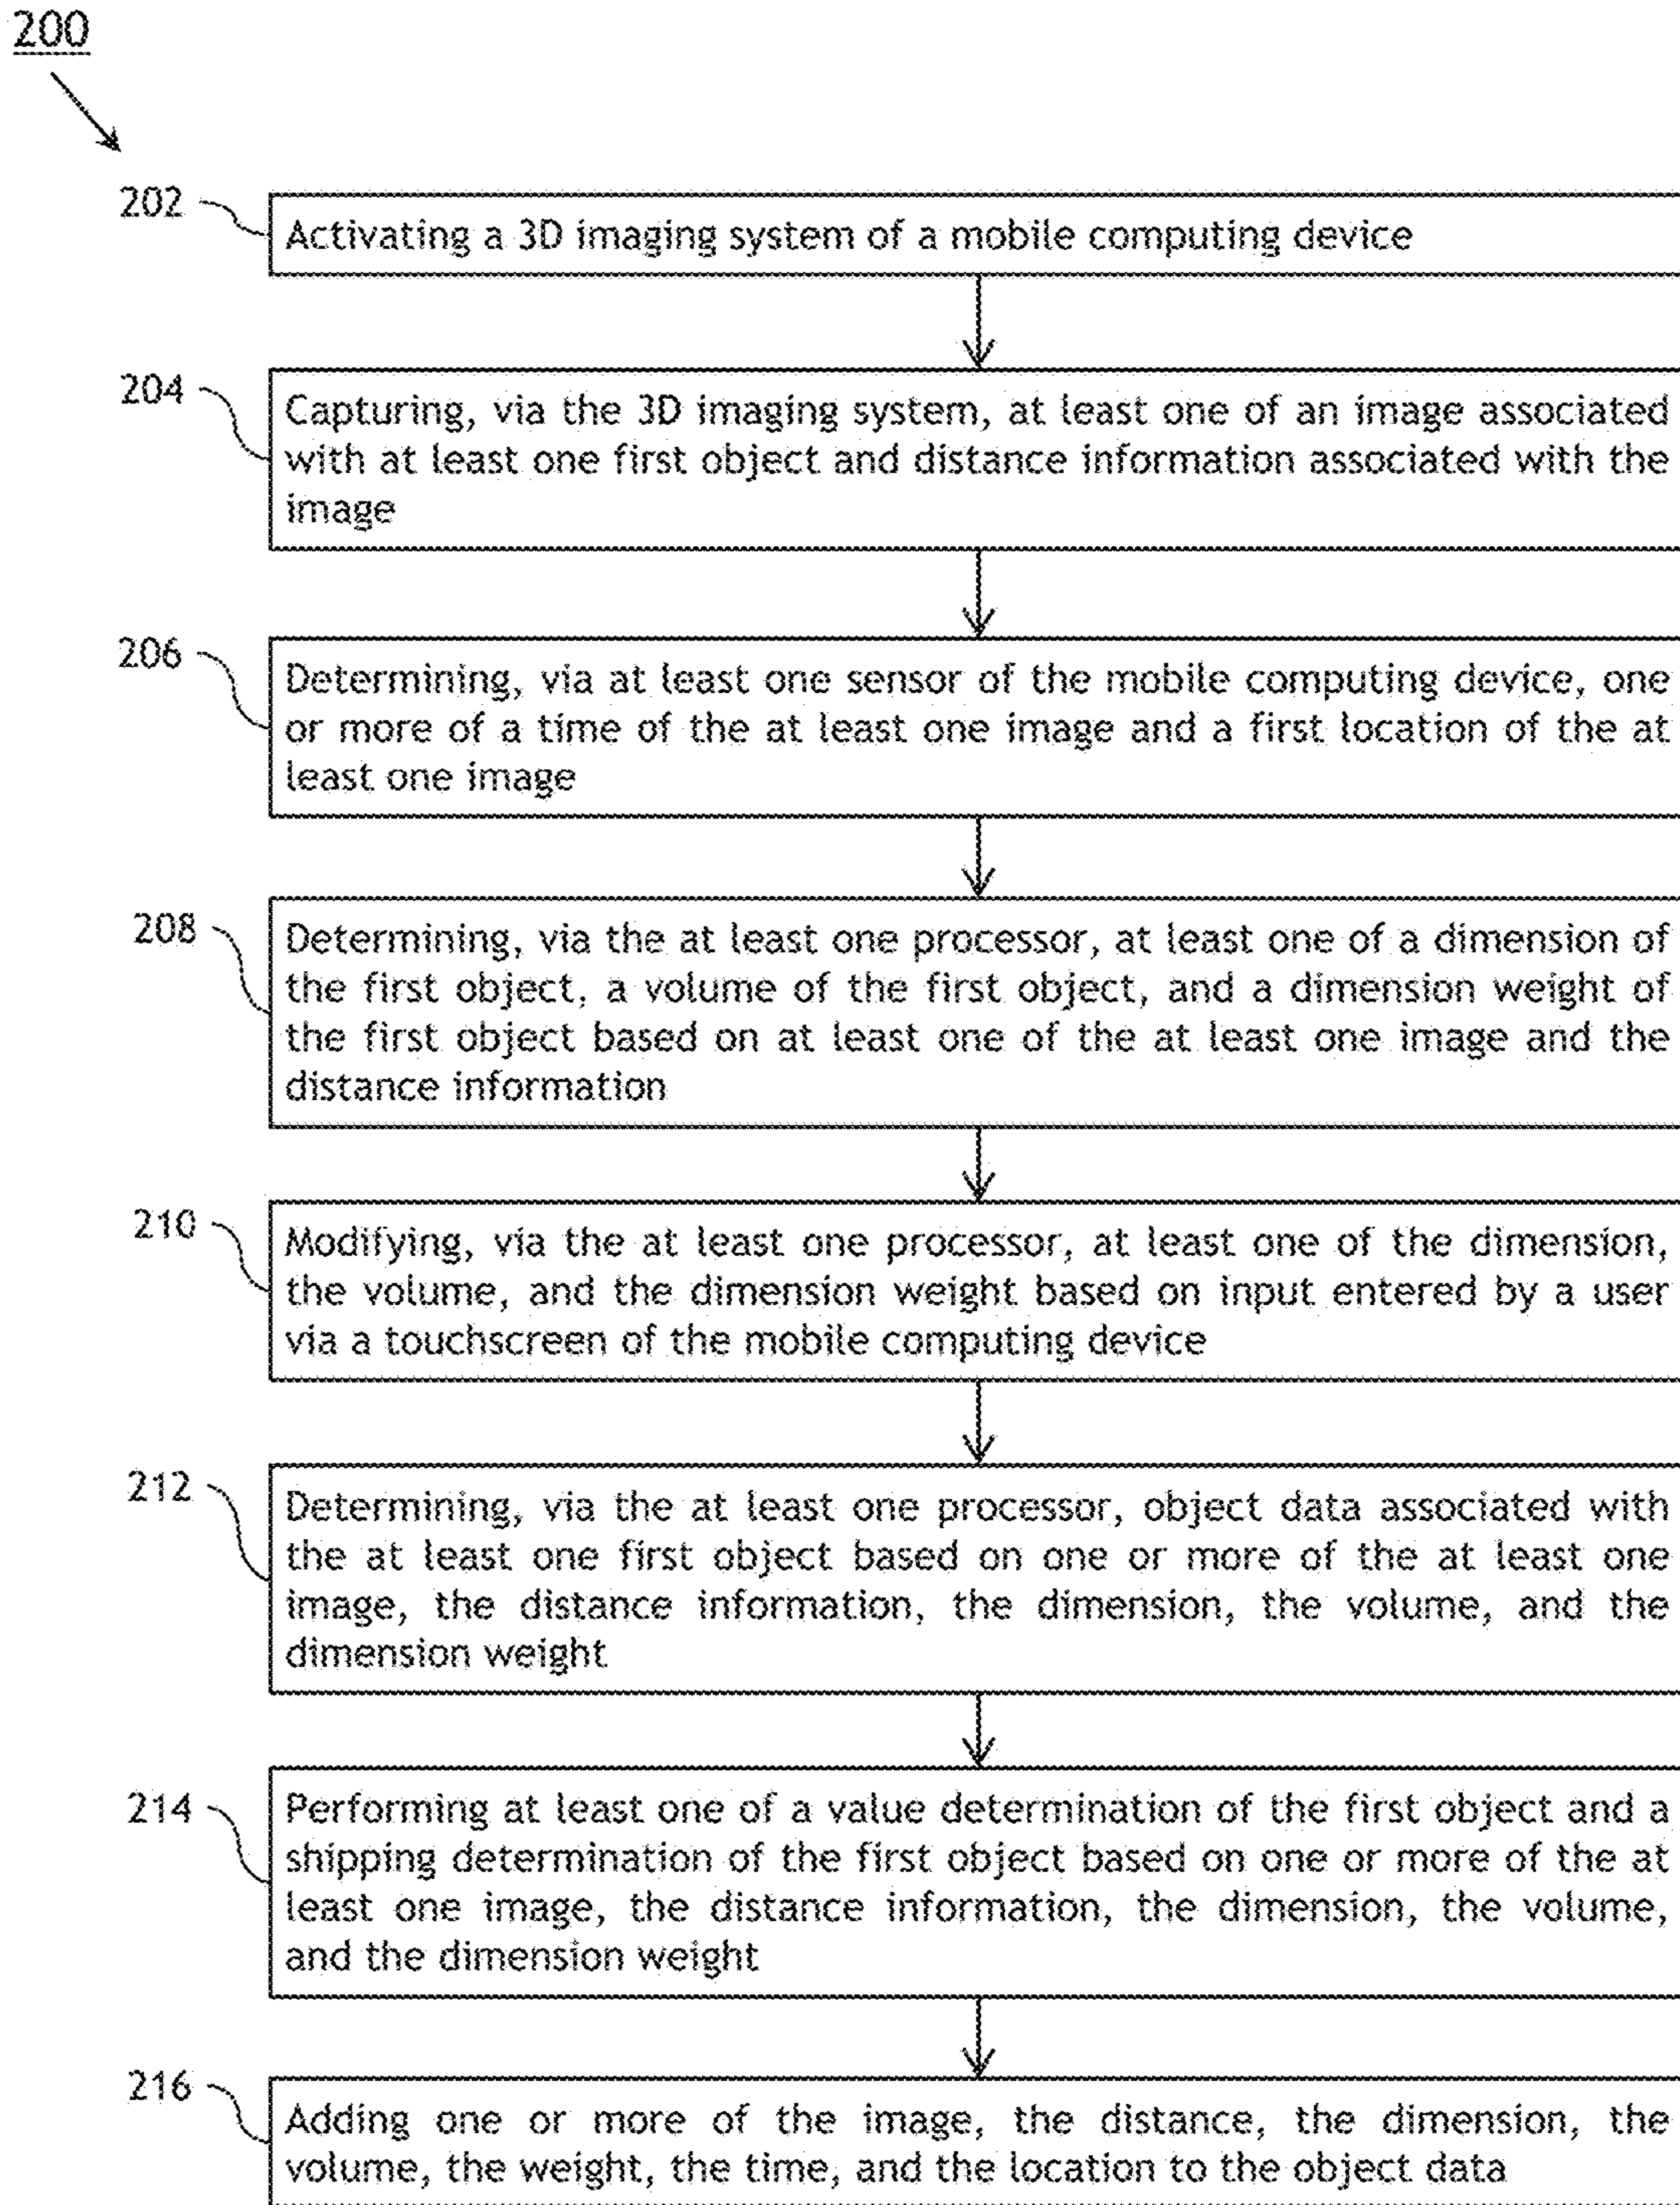 200
202
Activating a 3D imaging system of a mobile computing device
204
Capturing, via the 3D imaging system, at least one of an image associated
with at least one first object and distance information associated with the
image
206
Determining, via at least one sensor of the mobile computing device, one
or more of a time of the at least one image and a first location of the at
least one image
208
Determining, via the at least one processor, at least one of a dimension of
the first object, a volume of the first object, and a dimension weight of
the first object based on at least one of the at least one image and the
distance information
210
Modifying, via the at least one processor, at least one of the dimension,
the volume, and the dimension weight based on input entered by a user
via a touchscreen of the mobile computing device
212
Determining, via the at least one processor, object data associated with
the at least one first object based on one or more of the at least one
image, the distance information, the dimension, the volume, and the
dimension weight
214
Performing at least one of a value determination of the first object and a
shipping determination of the first object based on one or more of the at
least one image, the distance information, the dimension, the volume,
and the dimension weight
216
Adding one or more of the image, the distance, the dimension, the
volume, the weight, the time, and the location to the object data